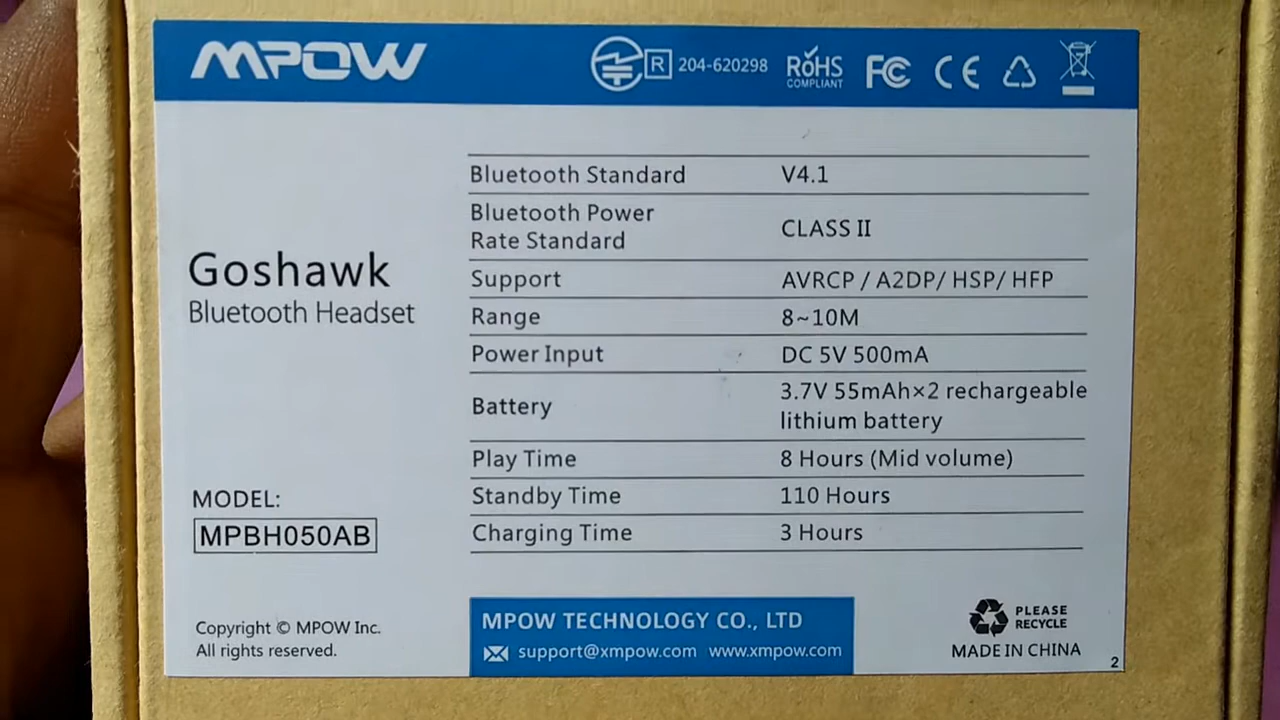 MPOW
R 204-620298 RoHS COMPLIANT FC CE
Goshawk
Bluetooth Headset
MODEL:
MPBH050AB
Bluetooth Standard V4.1
Bluetooth Power
Rate Standard CLASS II
Support AVRCP / A2DP/ HSP/ HFP
Range 8~10M
Power Input DC 5V 500mA
Battery 3.7V 55mAh×2 rechargeable
lithium battery
Play Time 8 Hours (Mid volume)
Standby Time 110 Hours
Charging Time 3 Hours
Copyright © MPOW Inc.
All rights reserved.
MPOW TECHNOLOGY CO., LTD
support@xmpow.com www.xmpow.com
PLEASE
RECYCLE
MADE IN CHINA
2